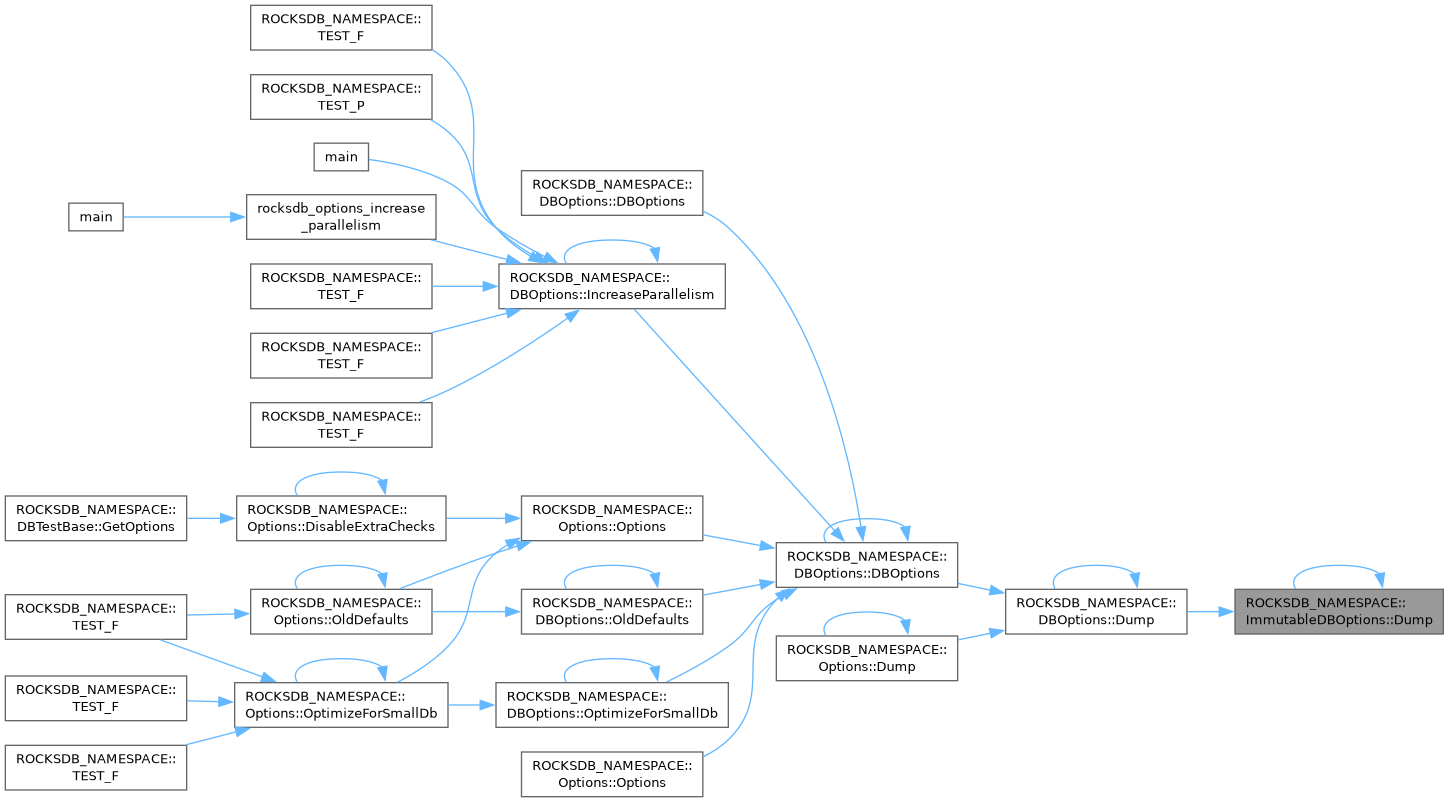 ROCKSDB_NAMESPACE::
TEST_F
ROCKSDB_NAMESPACE::
TEST_P
main
ROCKSDB_NAMESPACE::
DBOptions::DBOptions
rocksdb_options_increase
_parallelism
main
ROCKSDB_NAMESPACE::
TEST_F
ROCKSDB_NAMESPACE::
DBOptions::IncreaseParallelism
ROCKSDB_NAMESPACE::
TEST_F
ROCKSDB_NAMESPACE::
TEST_F
ROCKSDB_NAMESPACE::
DBTestBase::GetOptions
ROCKSDB_NAMESPACE::
Options::DisableExtraChecks
ROCKSDB_NAMESPACE::
Options::Options
ROCKSDB_NAMESPACE::
DBOptions::DBOptions
ROCKSDB_NAMESPACE::
TEST_F
ROCKSDB_NAMESPACE::
Options::OldDefaults
ROCKSDB_NAMESPACE::
DBOptions::OldDefaults
ROCKSDB_NAMESPACE::
DBOptions::Dump
ROCKSDB_NAMESPACE::
ImmutableDBOptions::Dump
ROCKSDB_NAMESPACE::
Options::Dump
ROCKSDB_NAMESPACE::
TEST_F
ROCKSDB_NAMESPACE::
Options::OptimizeForSmallDb
ROCKSDB_NAMESPACE::
DBOptions::OptimizeForSmallDb
ROCKSDB_NAMESPACE::
TEST_F
ROCKSDB_NAMESPACE::
Options::Options